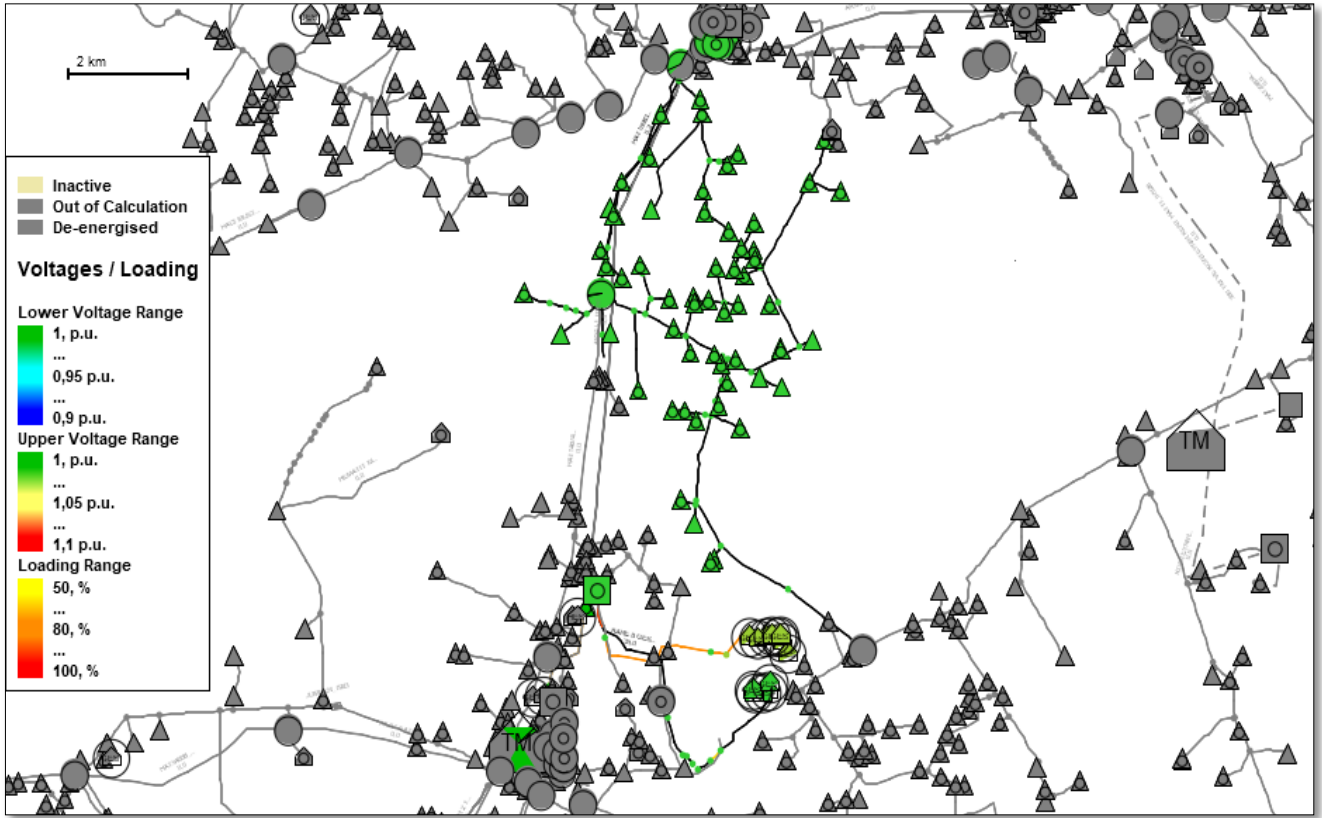 2 km
Inactive
Out of Calculation
De-energised
Voltages / Loading
Lower Voltage Range
1, p.u.
...
0,95 p.u.
...
0,9 p.u.
Upper Voltage Range
1, p.u.
...
1,05 p.u.
...
1,1 p.u.
Loading Range
50, %
...
80, %
...
100, %
TM
TM